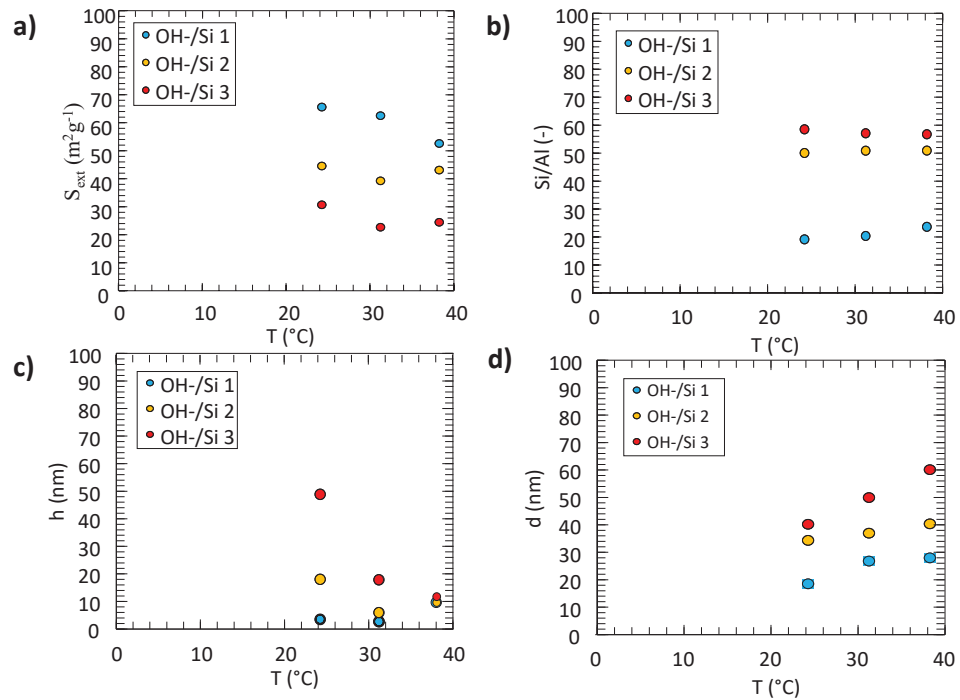 a)
100
90
80
70
60
50
40
30
20
10
0
S_ext (m²g⁻¹)
OH-/Si 1
OH-/Si 2
OH-/Si 3
0 10 20 30 40
T (°C)
b)
100
90
80
70
60
50
40
30
20
10
0
Si/Al (-)
OH-/Si 1
OH-/Si 2
OH-/Si 3
0 10 20 30 40
T (°C)
c)
100
90
80
70
60
50
40
30
20
10
0
h (nm)
OH-/Si 1
OH-/Si 2
OH-/Si 3
0 10 20 30 40
T (°C)
d)
100
90
80
70
60
50
40
30
20
10
0
d (nm)
OH-/Si 1
OH-/Si 2
OH-/Si 3
0 10 20 30 40
T (°C)